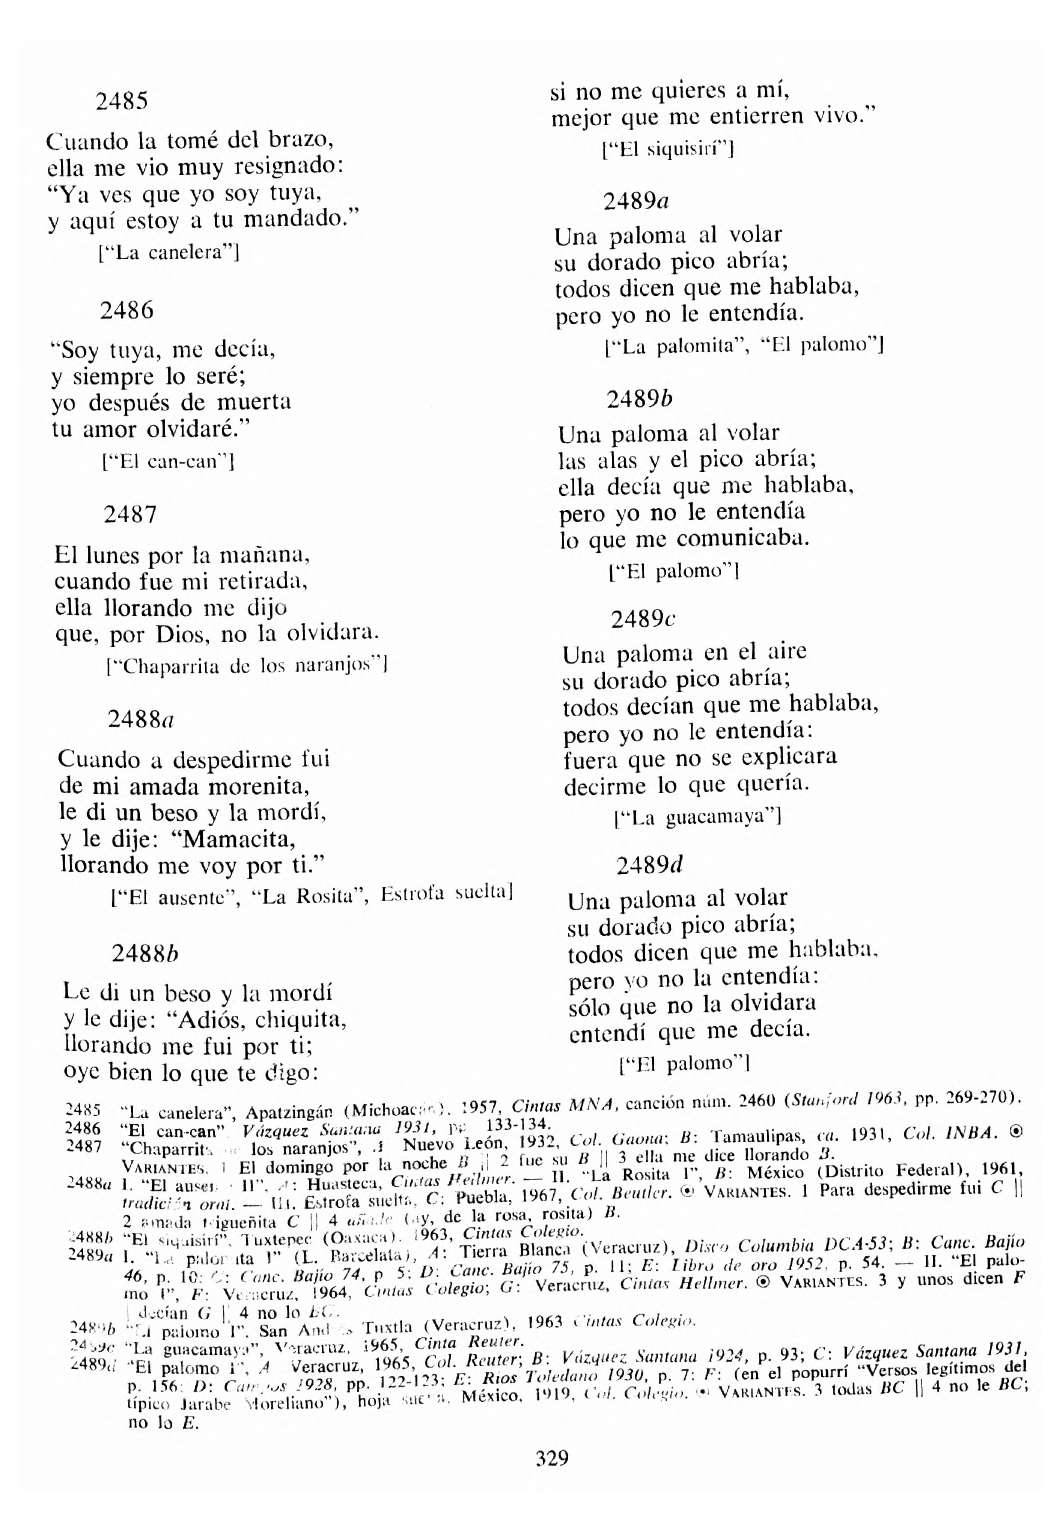 2485
Cuando la tomé del brazo,
ella me vio muy resignado:
“Ya ves que yo soy tuya,
y aquí estoy a tu mandado.”
[“La canelera”]
2486
“Soy tuya, me decía,
y siempre lo seré;
yo después de muerta
tu amor olvidaré.”
[“El can-can”]
2487
El lunes por la mañana,
cuando fue mi retirada,
ella llorando me dijo
que, por Dios, no la olvidara.
[“Chaparrita de los naranjos”]
2488a
Cuando a despedirme fui
de mi amada morenita,
le di un beso y la mordí,
y le dije: “Mamacita,
llorando me voy por ti.”
[“El ausente”, “La Rosita”, Estrofa suelta]
2488b
Le di un beso y la mordí
y le dije: “Adiós, chiquita,
llorando me fui por ti;
oye bien lo que te digo:
si no me quieres a mí,
mejor que me entierren vivo.”
[“El siquisirí”]
2489a
Una paloma al volar
su dorado pico abría;
todos dicen que me hablaba,
pero yo no le entendía.
[“La palomita”, “El palomo”]
2489b
Una paloma al volar
las alas y el pico abría;
ella decía que me hablaba,
pero yo no le entendía
lo que me comunicaba.
[“El palomo”]
2489c
Una paloma en el aire
su dorado pico abría;
todos decían que me hablaba,
pero yo no le entendía:
fuera que no se explicara
decirme lo que quería.
[“La guacamaya”]
2489d
Una paloma al volar
su dorado pico abría;
todos dicen que me hablaba,
pero yo no la entendía:
sólo que no la olvidara
entendí que me decía.
[“El palomo”]
2485 “La canelera”, Apatzingán (Michoacán). 1957, Cintas MNA, canción núm. 2460 (Stanford 1963, pp. 269-270).
2486 “El can-can” Vázquez Santana 1931, pp. 133-134.
2487 “Chaparrita los naranjos”, A Nuevo León, 1932, Col. Gaona; B: Tamaulipas, ca. 1931, Col. INBA. ⦿
VARIANTES. 1 El domingo por la noche B || 2 fue su B || 3 ella me dice llorando B.
2488a I. “El ausen II”. A: Huasteca, Cintas Hellmer. — II. “La Rosita I”, B: México (Distrito Federal), 1961,
tradición oral. — III. Estrofa suelta, C: Puebla, 1967, Col. Beutler. ⦿ VARIANTES. 1 Para despedirme fui C ||
2 amada trigueñita C || 4 añade (ay, de la rosa, rosita) B.
2488b “El siquisirí”, Tuxtepec (Oaxaca). 1963, Cintas Colegio.
2489a I. “La palomita I” (L. Barcelata), A: Tierra Blanca (Veracruz), Disco Columbia DCA-53; B: Canc. Bajío
46, p. 10; C: Canc. Bajío 74, p 5; D: Canc. Bajío 75, p. 11; E: Libro de oro 1952, p. 54. — II. “El palo-
mo I”, F: Veracruz, 1964, Cintas Colegio; G: Veracruz, Cintas Hellmer. ⦿ VARIANTES. 3 y unos dicen F
| decían G || 4 no lo
2489b “El palomo I”. San Tuxtla (Veracruz), 1963 Cintas Colegio.
2489c “La guacamaya”, Veracruz, 1965, Cinta Reuter.
2489d “El palomo I”, A Veracruz, 1965, Col. Reuter; B: Vázquez Santana 1924, p. 93; C: Vázquez Santana 1931,
p. 156; D: 1928, pp. 122-123; E: Ríos Toledano 1930, p. 7; F: (en el popurrí “Versos legítimos del
típico Jarabe Moreliano”), hoja México, 1919, Col. Colegio. ⦿ VARIANTES. 3 todas BC || 4 no le BC;
no lo E.
329